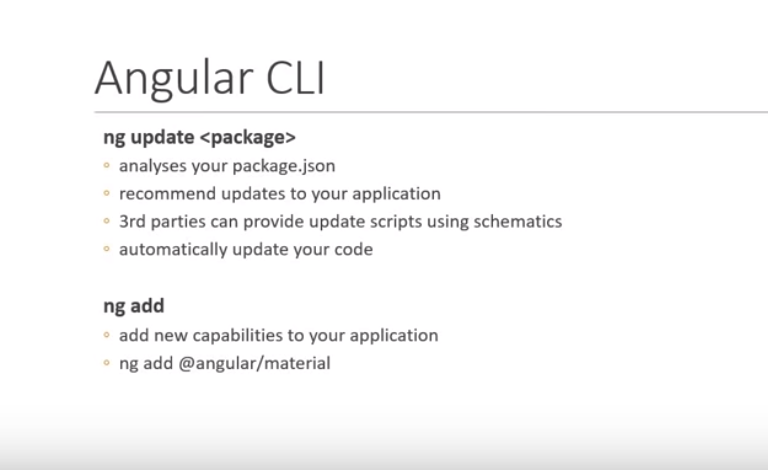 Angular CLI
ng update <package>
◦ analyses your package.json
◦ recommend updates to your application
◦ 3rd parties can provide update scripts using schematics
◦ automatically update your code
ng add
◦ add new capabilities to your application
◦ ng add @angular/material